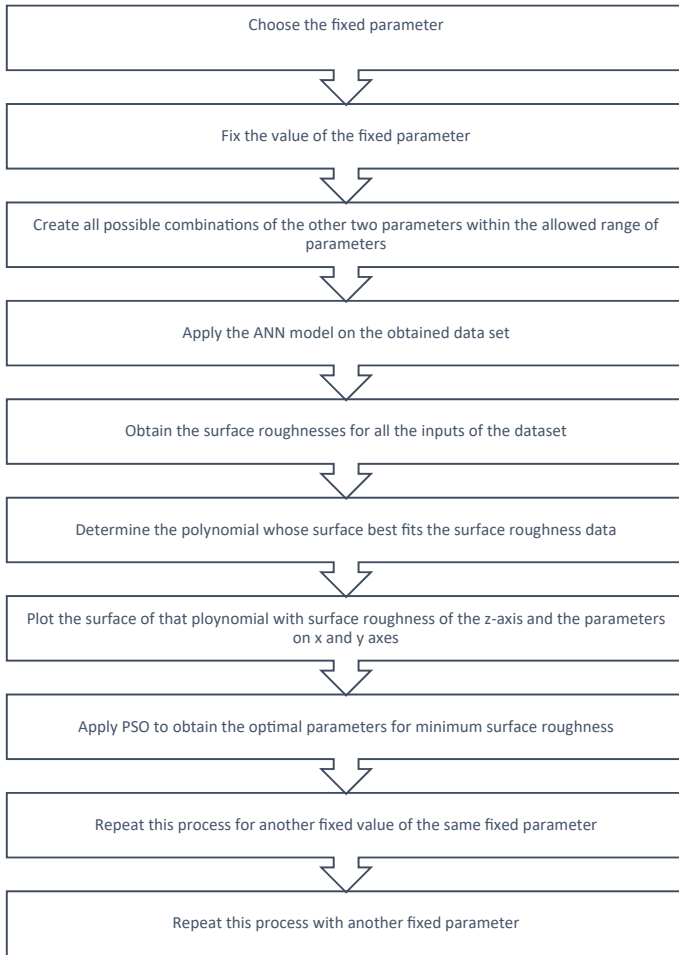 Choose the fixed parameter
Fix the value of the fixed parameter
Create all possible combinations of the other two parameters within the allowed range of
parameters
Apply the ANN model on the obtained data set
Obtain the surface roughnesses for all the inputs of the dataset
Determine the polynomial whose surface best fits the surface roughness data
Plot the surface of that ploynomial with surface roughness of the z-axis and the parameters
on x and y axes
Apply PSO to obtain the optimal parameters for minimum surface roughness
Repeat this process for another fixed value of the same fixed parameter
Repeat this process with another fixed parameter